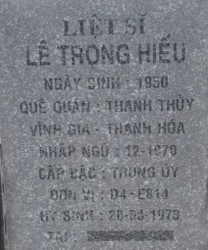 LIỆT SĨ
LÊ TRỌNG HIẾU
NGÀY SINH : 1950
QUÊ QUÁN : THANH THỦY
VĨNH GIA - THANH HÓA
NHẬP NGŨ : 12-1970
CẤP BẬC : TRUNG ÚY
ĐƠN VỊ : D4-E814
HY SINH : 20-03-1973
TẠI